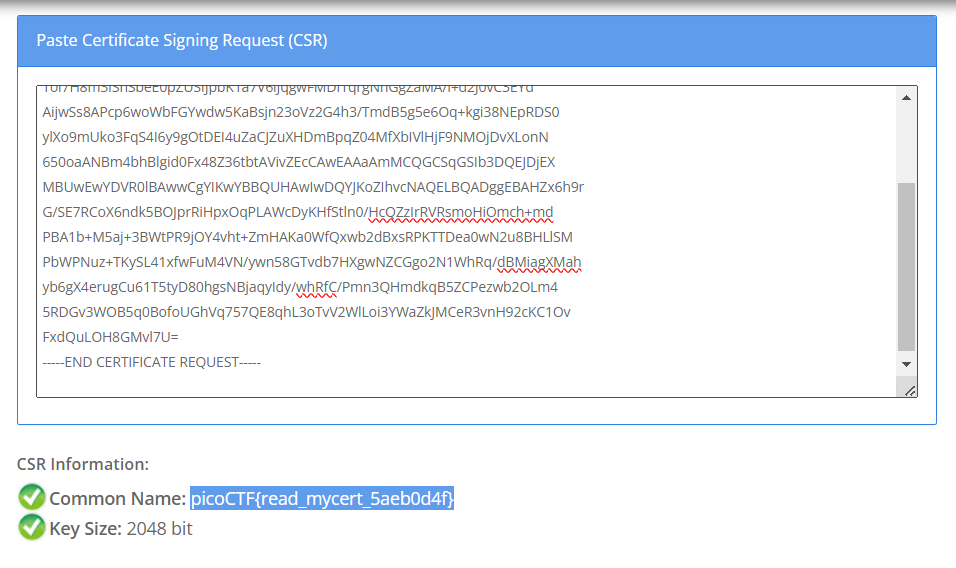 Paste Certificate Signing Request (CSR)
AijwSs8APcp6woWbFGYwdw5KaBsjn23oVz2G4h3/TmdB5g5e6Oq+kgi38NEpRDS0
ylXo9mUko3FqS4I6y9gOtDEI4uZaCJZuXHDmBpqZ04MfXbIVlHjF9NMOjDvXLonN
650oaANBm4bhBlgid0Fx48Z36tbtAVivZEcCAwEAAaAmMCQGCSqGSIb3DQEJDjEX
MBUwEwYDVR0lBAwwCgYIKwYBBQUHAwIwDQYJKoZIhvcNAQELBQADggEBAHZx6h9r
G/SE7RCoX6ndk5BOJprRiHpxOqPLAWcDyKHfStln0/HcQZzIrRVRsmoHiOmch+md
PBA1b+M5aj+3BWtPR9jOY4vht+ZmHAKa0WfQxwb2dBxsRPKTTDea0wN2u8BHLlSM
PbWPNuz+TKySL41xfwFuM4VN/ywn58GTvdb7HXgwNZCGgo2N1WhRq/dBMiagXMah
yb6gX4erugCu61T5tyD80hgsNBjaqyIdy/whRfC/Pmn3QHmdkqB5ZCPezwb2OLm4
5RDGv3WOB5q0BofoUGhVq757QE8qhL3oTvV2WlLoi3YWaZkJMCeR3vnH92cKC1Ov
FxdQuLOH8GMvl7U=
-----END CERTIFICATE REQUEST-----
CSR Information:
Common Name: picoCTF{read_mycert_5aeb0d4f}
Key Size: 2048 bit